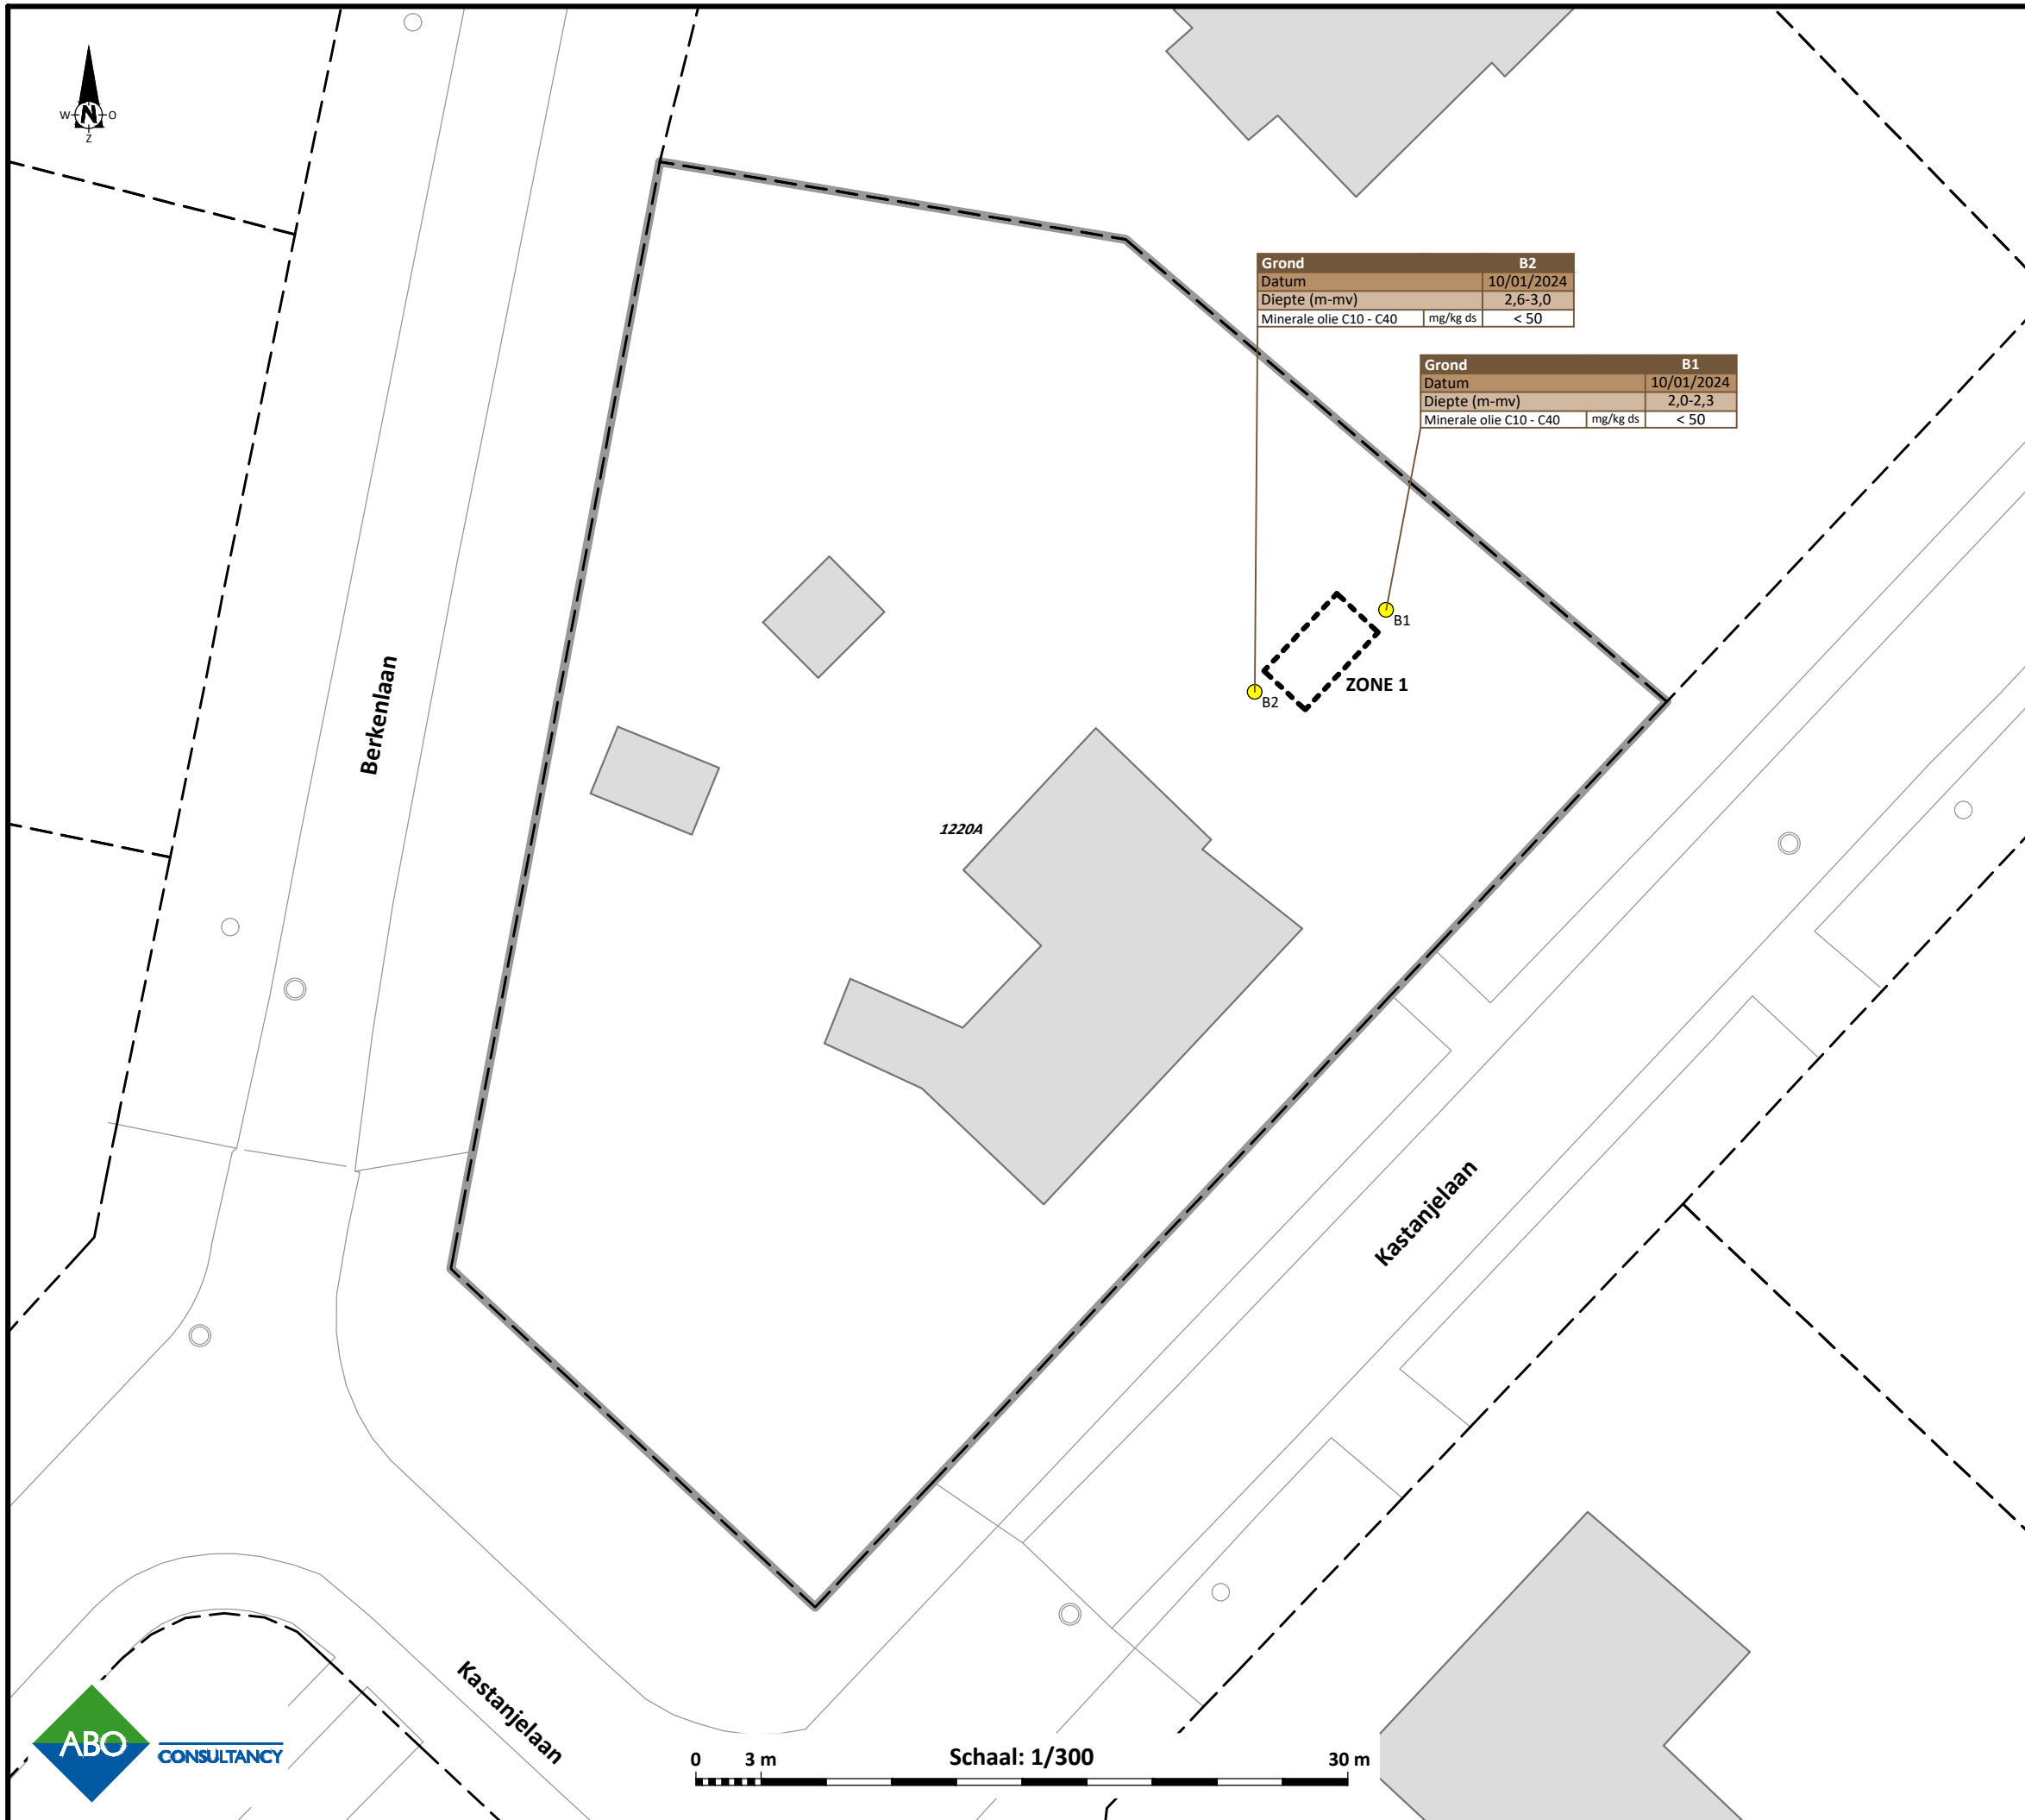 N
W
O
Z
Grond B2
Datum 10/01/2024
Diepte (m-mv) 2,6-3,0
Minerale olie C10 - C40 mg/kg ds < 50
Grond B1
Datum 10/01/2024
Diepte (m-mv) 2,0-2,3
Minerale olie C10 - C40 mg/kg ds < 50
B1
ZONE 1
B2
Berkenlaan
1220A
Kastanjelaan
Kastanjelaan
ABO
CONSULTANCY
0 3 m Schaal: 1/300 30 m